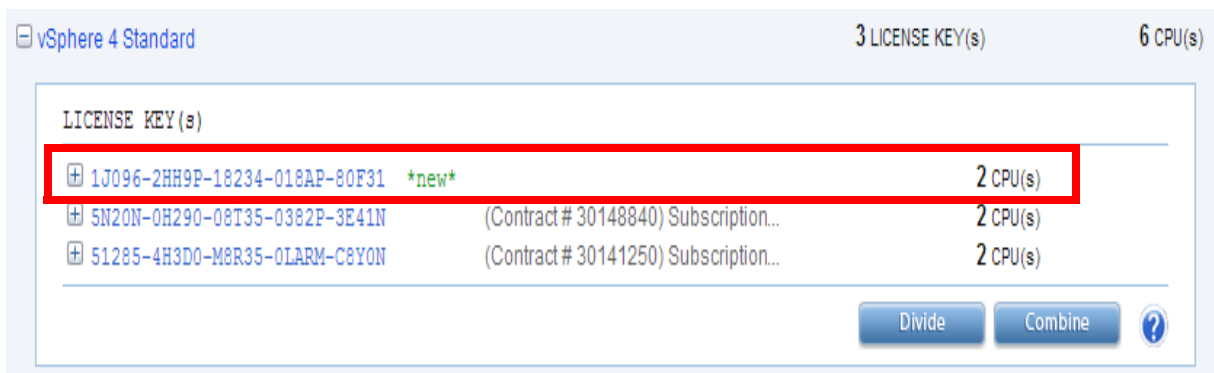 vSphere 4 Standard 3 LICENSE KEY(s) 6 CPU(s)
LICENSE KEY(s)
1J096-2HH9P-18234-018AP-80F31 *new* 2 CPU(s)
5N20N-0H290-08T35-0382P-3E41N (Contract # 30148840) Subscription... 2 CPU(s)
51285-4H3D0-M8R35-0LARM-C8Y0N (Contract # 30141250) Subscription... 2 CPU(s)
Divide Combine ?